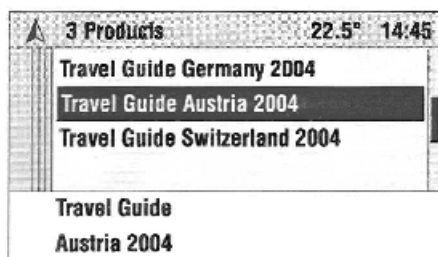 3 Products 22.5° 14:45
Travel Guide Germany 2004
Travel Guide Austria 2004
Travel Guide Switzerland 2004
Travel Guide
Austria 2004